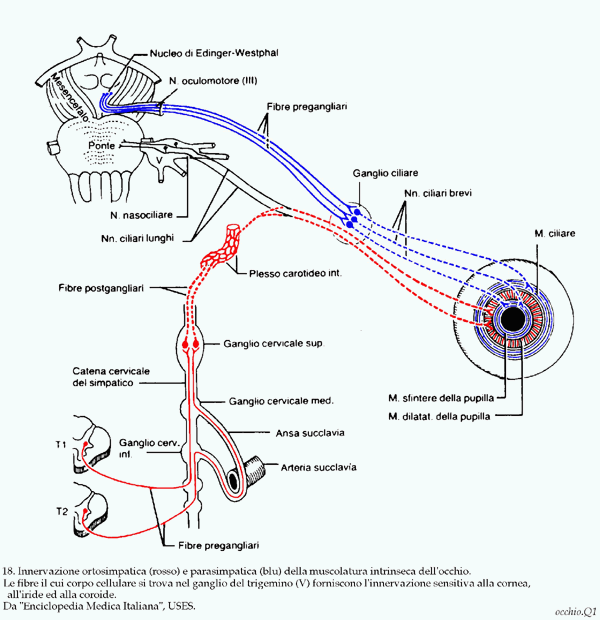 Nucleo di Edinger-Westphal
N. oculomotore (III)
Mesencefalo
Fibre pregangliari
Ponte
V
Ganglio ciliare
Nn. ciliari brevi
N. nasociliare
M. ciliare
Nn. ciliari lunghi
Plesso carotideo int.
Fibre postgangliari
Ganglio cervicale sup.
Catena cervicale
del simpatico
M. sfintere della pupilla
Ganglio cervicale med.
M. dilatat. della pupilla
Ansa succlavia
T1
Ganglio cerv.
inf.
Arteria succlavia
T2
Fibre pregangliari
18. Innervazione ortosimpatica (rosso) e parasimpatica (blu) della muscolatura intrinseca dell'occhio.
Le fibre il cui corpo cellulare si trova nel ganglio del trigemino (V) forniscono l'innervazione sensitiva alla cornea,
all'iride ed alla coroide.
Da "Enciclopedia Medica Italiana", USES.
occhio.Q1